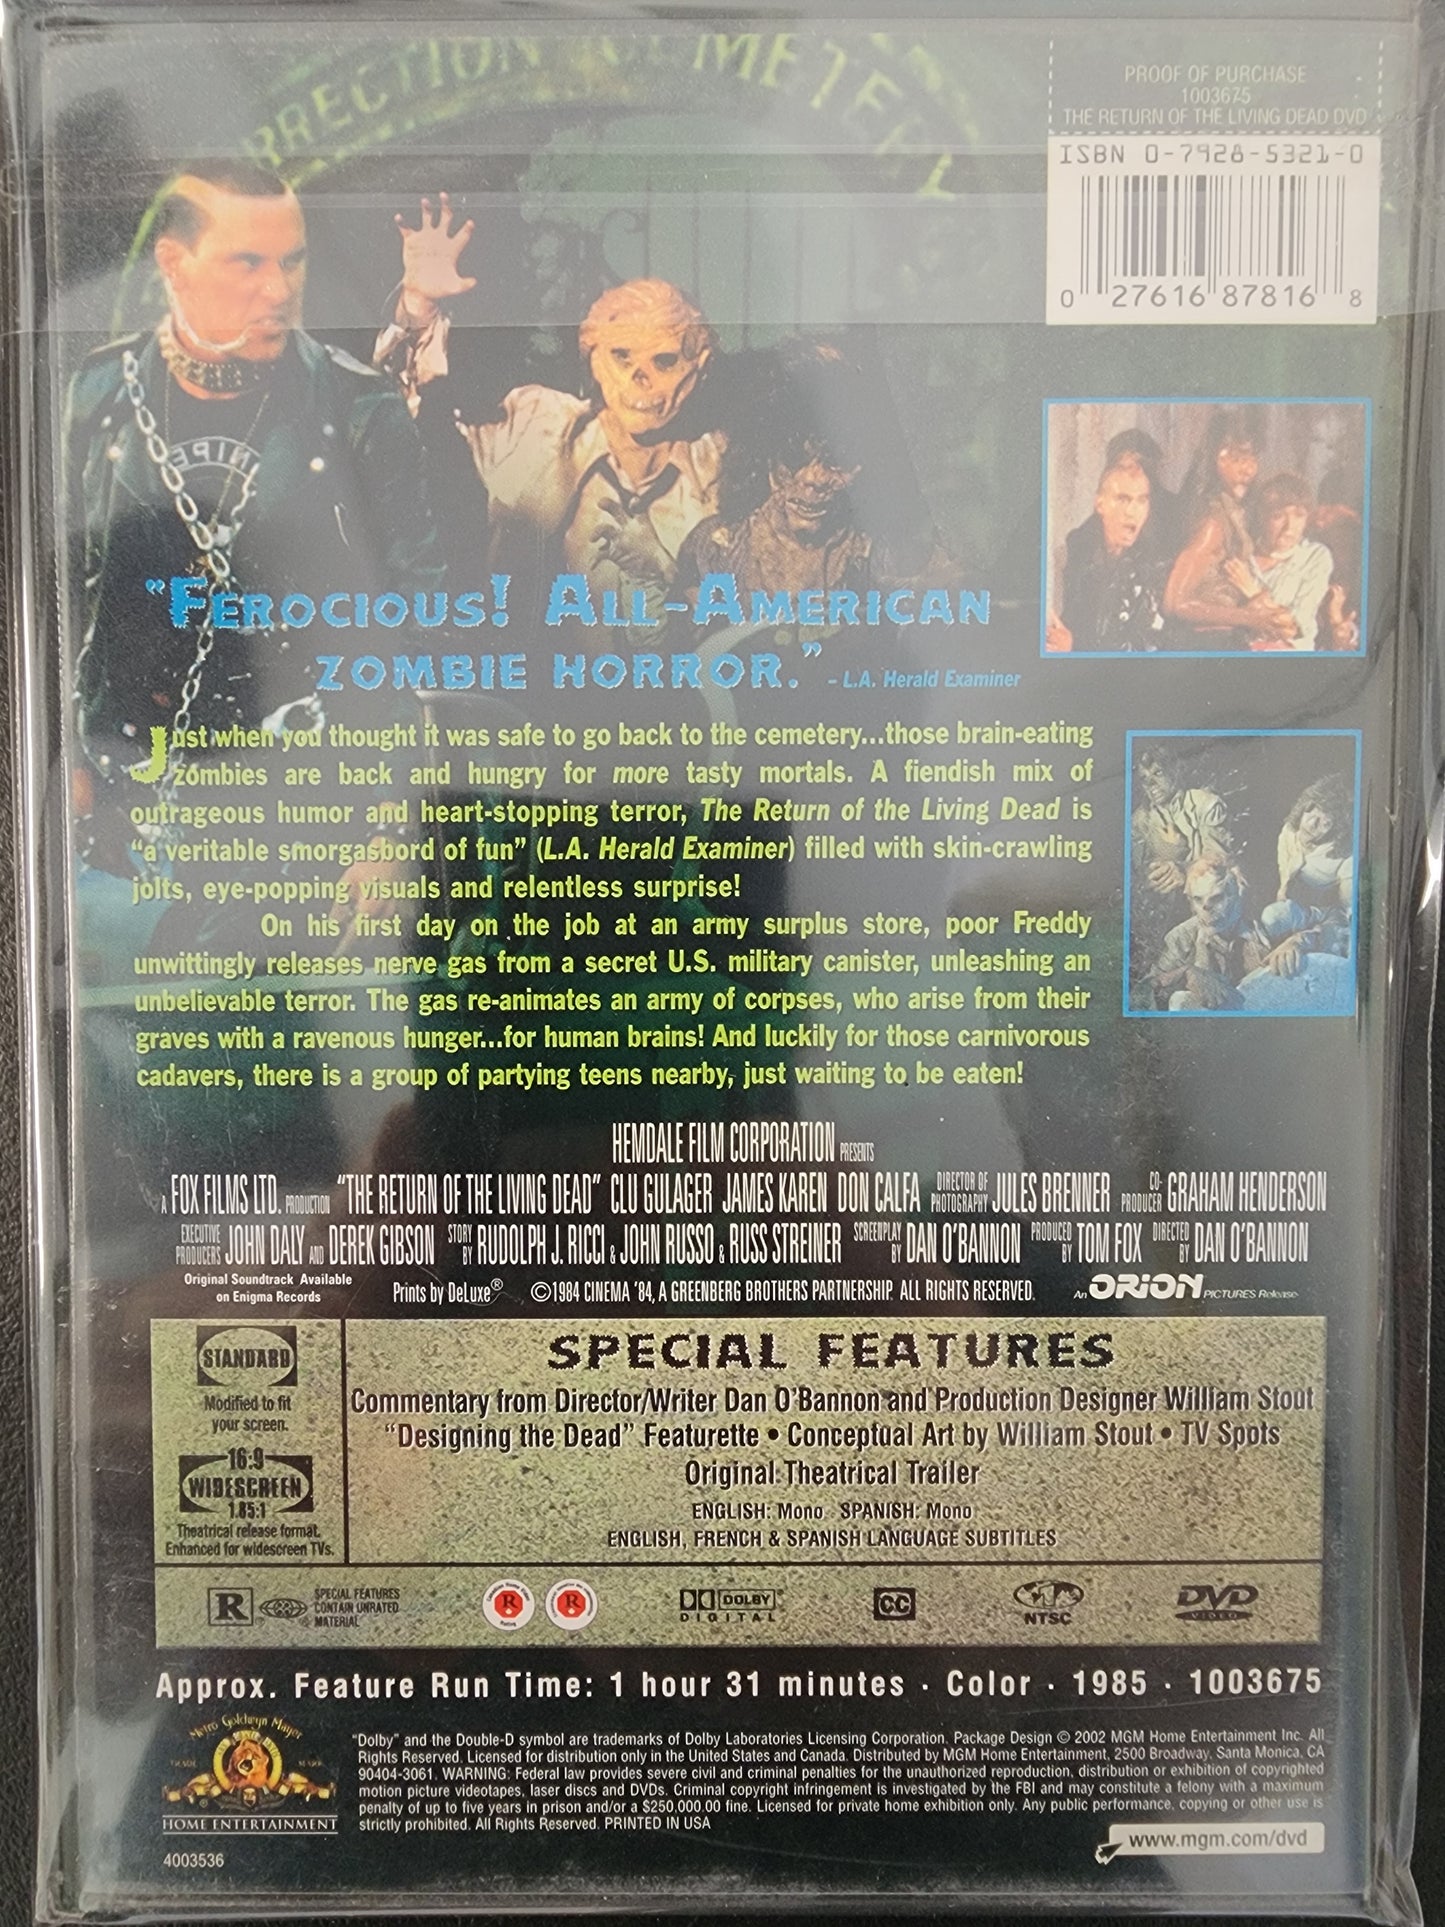 RRECTION CEMETERY
PROOF OF PURCHASE
1003675
THE RETURN OF THE LIVING DEAD DVD
ISBN 0-7928-5321-0
0 27616 87816 8
"FEROCIOUS! ALL-AMERICAN
ZOMBIE HORROR." - L.A. Herald Examiner
Just when you thought it was safe to go back to the cemetery...those brain-eating
zombies are back and hungry for more tasty mortals. A fiendish mix of
outrageous humor and heart-stopping terror, The Return of the Living Dead is
"a veritable smorgasbord of fun" (L.A. Herald Examiner) filled with skin-crawling
jolts, eye-popping visuals and relentless surprise!
On his first day on the job at an army surplus store, poor Freddy
unwittingly releases nerve gas from a secret U.S. military canister, unleashing an
unbelievable terror. The gas re-animates an army of corpses, who arise from their
graves with a ravenous hunger...for human brains! And luckily for those carnivorous
cadavers, there is a group of partying teens nearby, just waiting to be eaten!
HEMDALE FILM CORPORATION PRESENTS
A FOX FILMS LTD. PRODUCTION "THE RETURN OF THE LIVING DEAD" CLU GULAGER JAMES KAREN DON CALFA DIRECTOR OF PHOTOGRAPHY JULES BRENNER CO-PRODUCER GRAHAM HENDERSON
EXECUTIVE PRODUCERS JOHN DALY AND DEREK GIBSON STORY BY RUDOLPH J. RICCI & JOHN RUSSO & RUSS STREINER SCREENPLAY BY DAN O'BANNON PRODUCED BY TOM FOX DIRECTED BY DAN O'BANNON
Original Soundtrack Available
on Enigma Records
Prints by DeLuxe® ©1984 CINEMA '84, A GREENBERG BROTHERS PARTNERSHIP. ALL RIGHTS RESERVED. An ORION PICTURES Release
STANDARD
Modified to fit
your screen.
16:9
WIDESCREEN
1.85:1
Theatrical release format.
Enhanced for widescreen TVs.
SPECIAL FEATURES
Commentary from Director/Writer Dan O'Bannon and Production Designer William Stout
"Designing the Dead" Featurette • Conceptual Art by William Stout • TV Spots
Original Theatrical Trailer
ENGLISH: Mono SPANISH: Mono
ENGLISH, FRENCH & SPANISH LANGUAGE SUBTITLES
R
SPECIAL FEATURES
CONTAIN UNRATED
MATERIAL
R
R
DOLBY
DIGITAL
CC
NTSC
DVD
VIDEO
Approx. Feature Run Time: 1 hour 31 minutes · Color · 1985 · 1003675
Metro Goldwyn Mayer
TRADE MARK
HOME ENTERTAINMENT
"Dolby" and the Double-D symbol are trademarks of Dolby Laboratories Licensing Corporation. Package Design © 2002 MGM Home Entertainment Inc. All
Rights Reserved. Licensed for distribution only in the United States and Canada. Distributed by MGM Home Entertainment, 2500 Broadway, Santa Monica, CA
90404-3061. WARNING: Federal law provides severe civil and criminal penalties for the unauthorized reproduction, distribution or exhibition of copyrighted
motion picture videotapes, laser discs and DVDs. Criminal copyright infringement is investigated by the FBI and may constitute a felony with a maximum
penalty of up to five years in prison and/or a $250,000.00 fine. Licensed for private home exhibition only. Any public performance, copying or other use is
strictly prohibited. All Rights Reserved. PRINTED IN USA
www.mgm.com/dvd
4003536